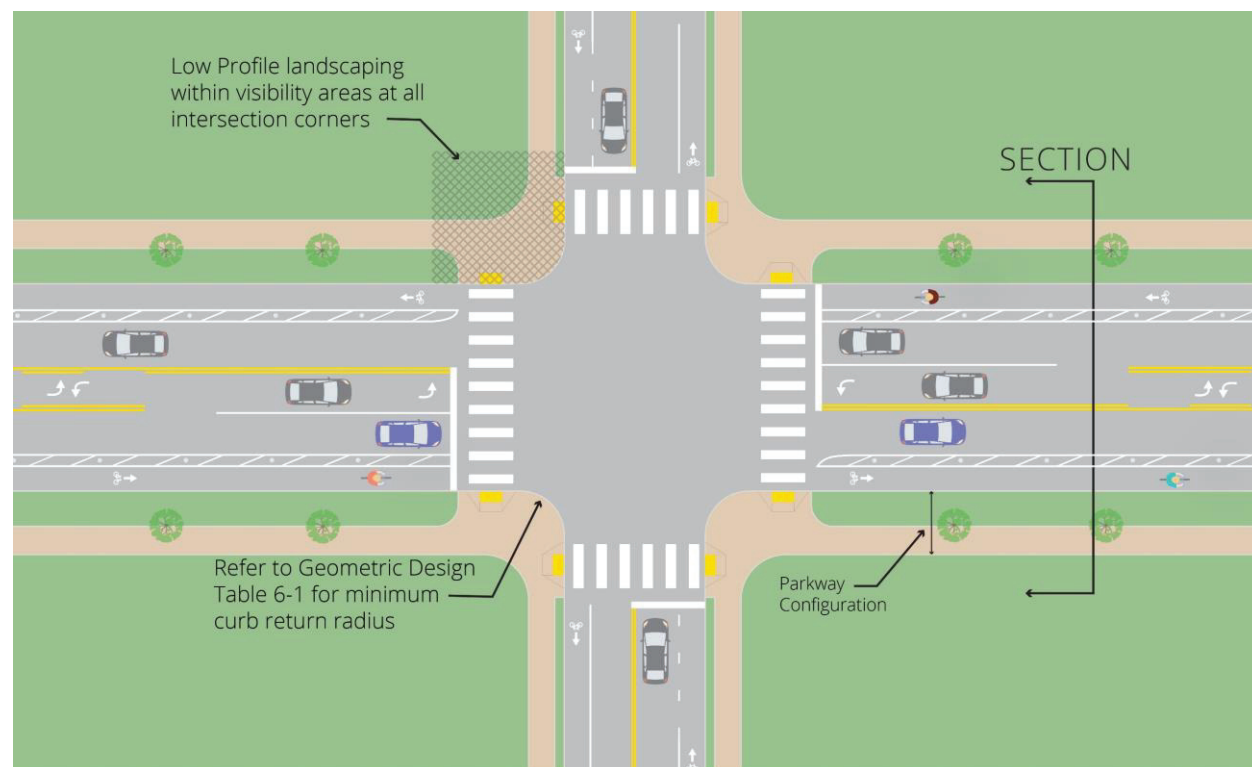 Low Profile landscaping
within visibility areas at all
intersection corners
SECTION
Refer to Geometric Design
Table 6-1 for minimum
curb return radius
Parkway
Configuration